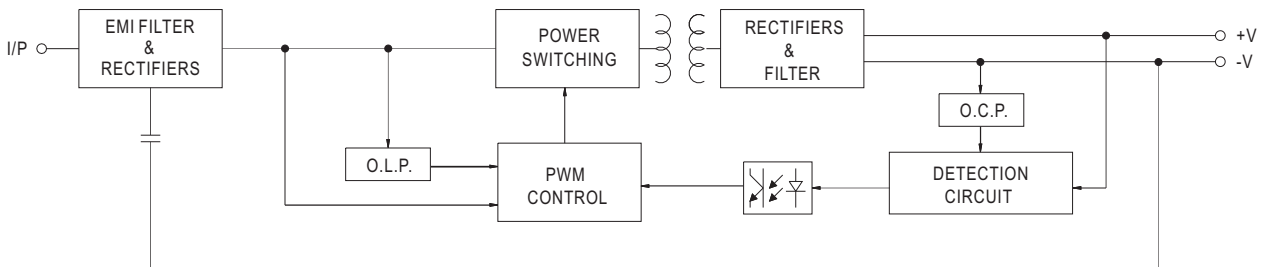 I/P
EMI FILTER
&
RECTIFIERS
POWER
SWITCHING
RECTIFIERS
&
FILTER
+V
-V
O.C.P.
O.L.P.
PWM
CONTROL
DETECTION
CIRCUIT